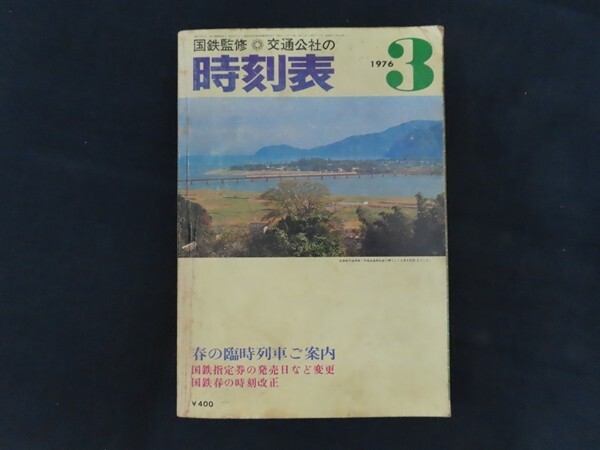 国鉄監修 交通公社の
時刻表
1976 3
春の臨時列車ご案内
国鉄指定券の発売日など変更
国鉄春の時刻改正
¥400